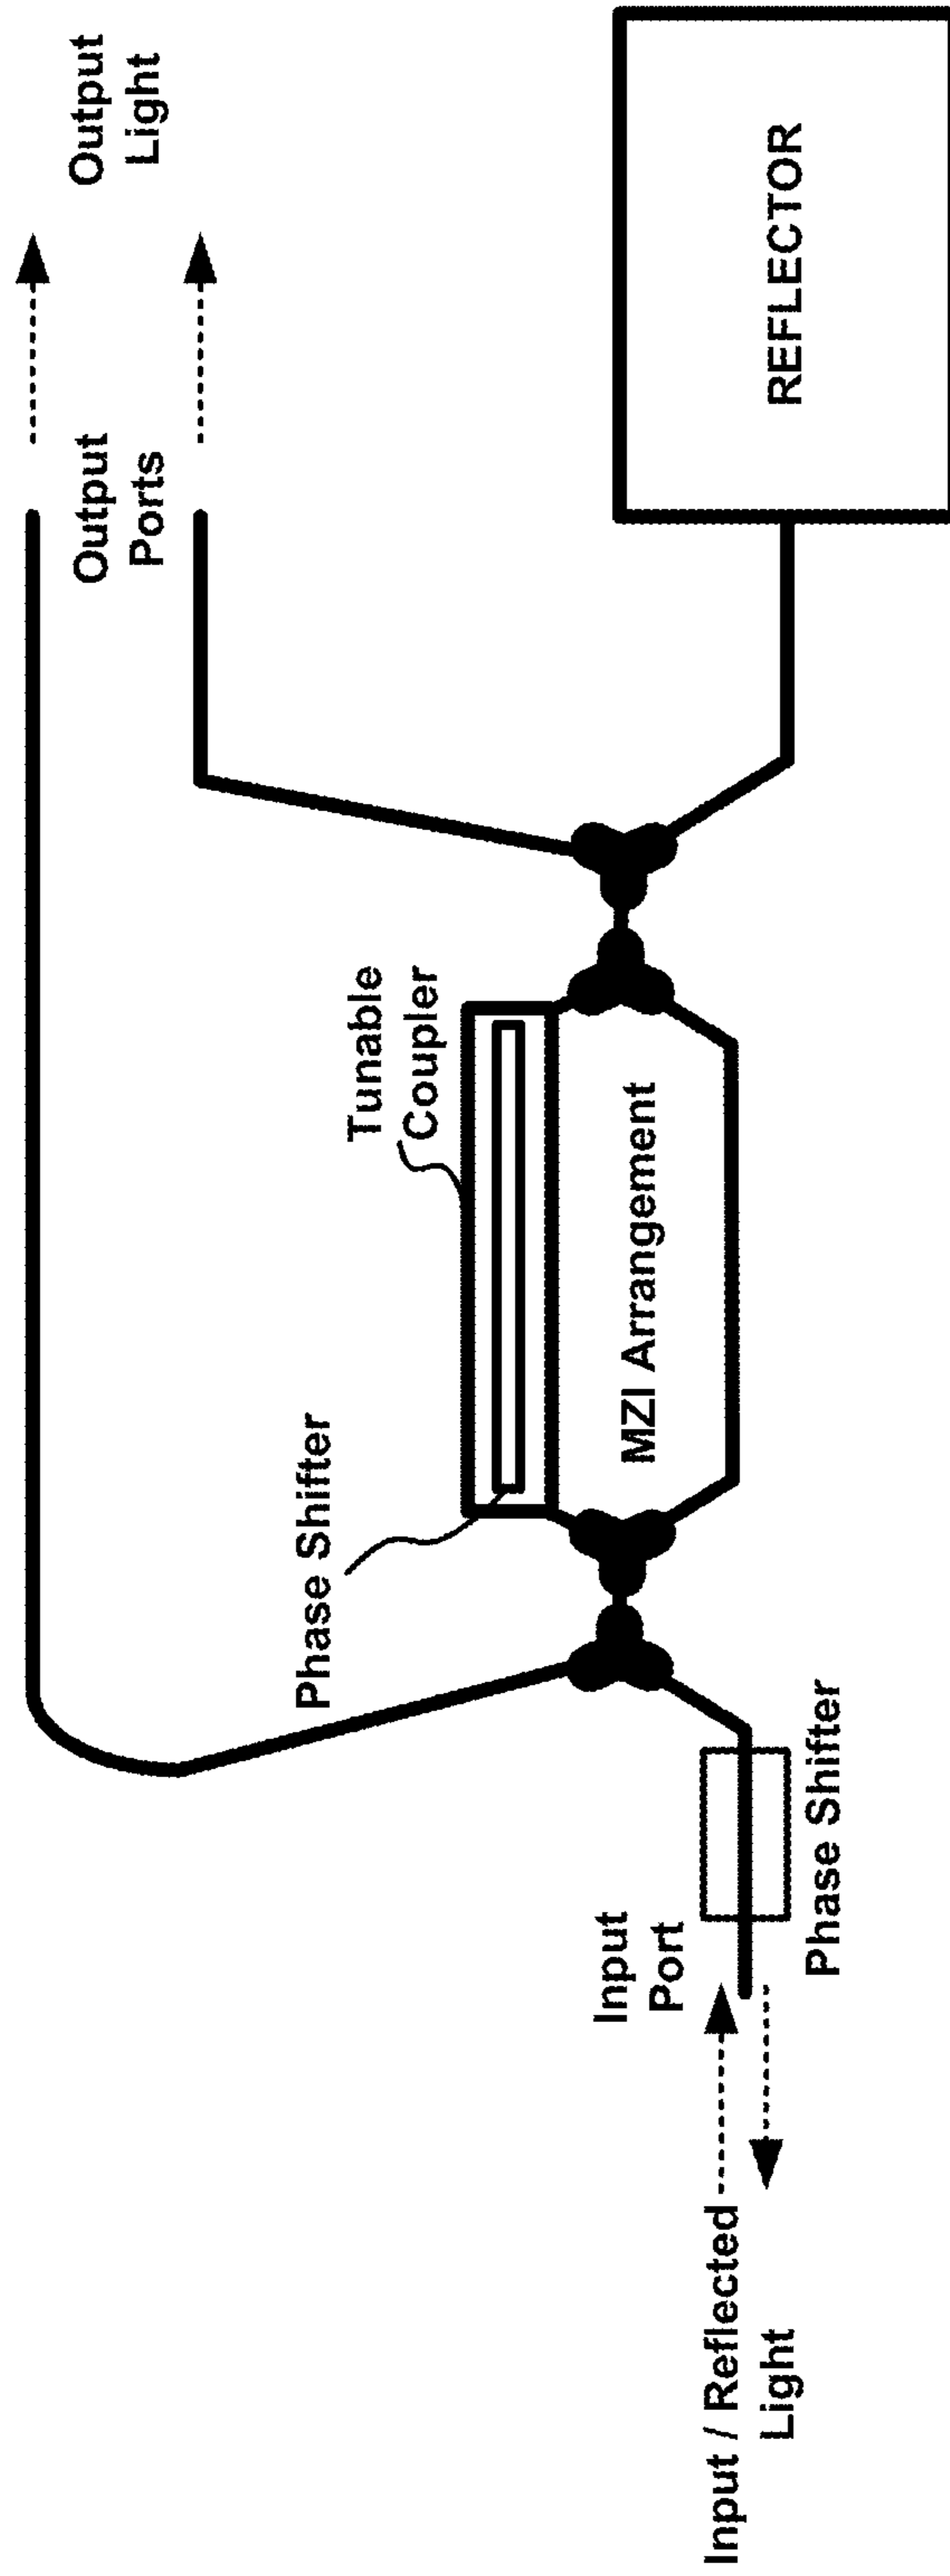 Output
Light
Output
Ports
REFLECTOR
Tunable
Coupler
MZI Arrangement
Phase Shifter
Input
Port
Phase Shifter
Input / Reflected
Light